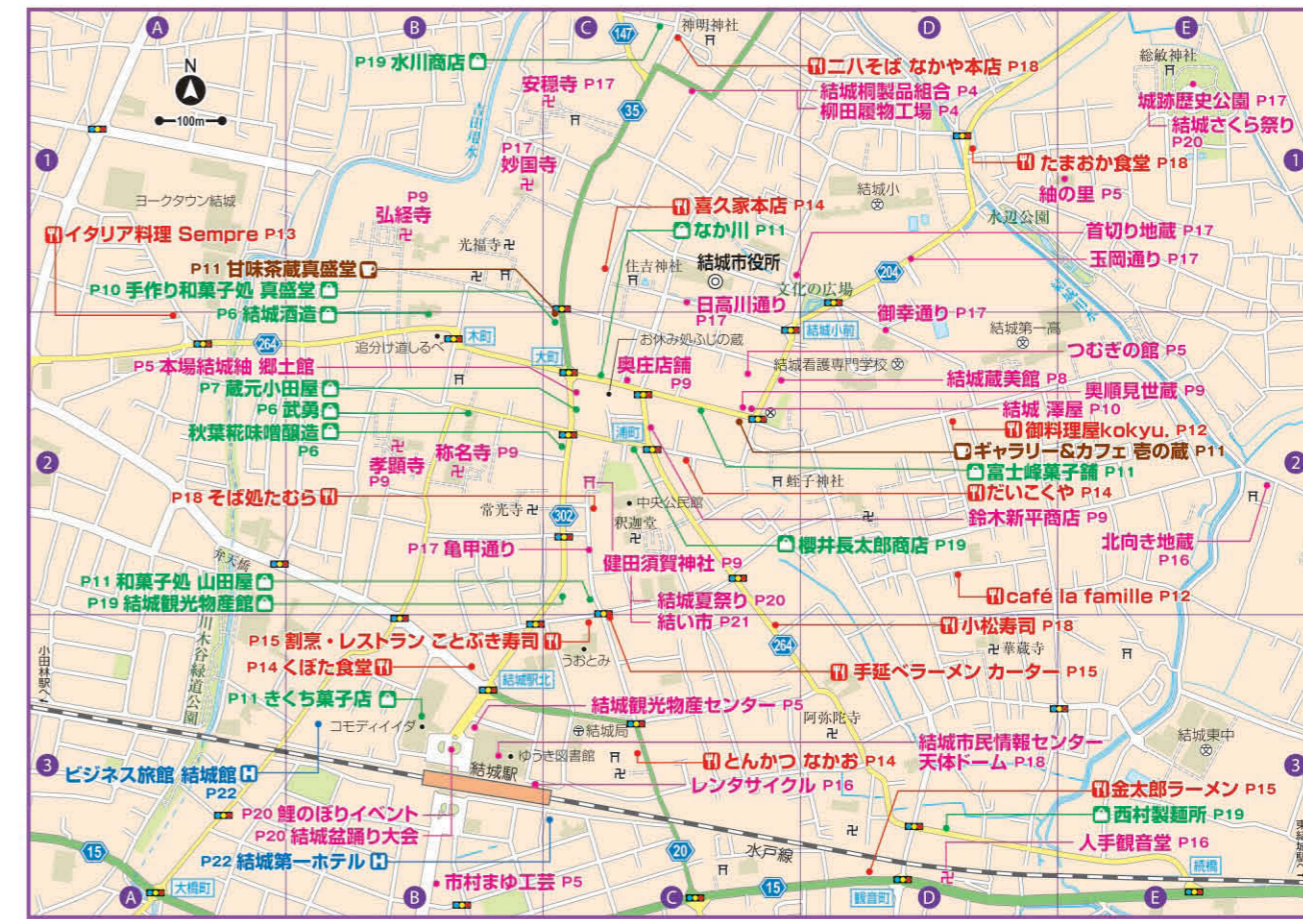 A
B
C
D
E
N
100m
1
2
3
1
2
3
A
B
C
D
E
147
35
204
264
302
264
20
15
15
神明神社
P19 水川商店
二八そば なかや本店 P18
総敏神社
安穏寺 P17
結城桐製品組合 P4
柳田履物工場 P4
城跡歴史公園 P17
結城さくら祭り
P20
吉田用水
P17
妙国寺
たまおか食堂 P18
紬の里 P5
結城小
水辺公園
ヨークタウン結城
P9
弘経寺
喜久家本店 P14
なか川 P11
首切り地蔵 P17
イタリア料理 Sempre P13
光福寺
住吉神社
結城市役所
玉岡通り P17
P11 甘味茶蔵真盛堂
P10 手作り和菓子処 真盛堂
日高川通り
P17
文化の広場
御幸通り P17
P6 結城酒造
追分け道しるべ
木町
大町
お休み処ふじの蔵
結城小前
結城第一高
P5 本場結城紬 郷土館
奥庄店舗
P9
結城看護専門学校
つむぎの館 P5
P7 蔵元小田屋
結城蔵美館 P8
奥順見世蔵 P9
P6 武勇
結城 澤屋 P10
秋葉糀味噌醸造
P6
浦町
御料理屋kokyu. P12
ギャラリー&カフェ 壱の蔵 P11
孝顕寺
P9
称名寺 P9
富士峰菓子舗 P11
P18 そば処たむら
蛭子神社
だいこくや P14
常光寺
中央公民館
釈迦堂
鈴木新平商店 P9
P17 亀甲通り
櫻井長太郎商店 P19
北向き地蔵
P16
弁天橋
健田須賀神社 P9
P11 和菓子処 山田屋
P19 結城観光物産館
結城夏祭り P20
結い市 P21
café la famille P12
P15 割烹・レストラン ことぶき寿司
小松寿司 P18
うおとみ
華蔵寺
小田林駅へ
P14 くぼた食堂
結城駅北
手延べラーメン カーター P15
P11 きくち菓子店
コモディイイダ
結城観光物産センター P5
阿弥陀寺
結城局
ゆうき図書館
結城駅
結城市民情報センター
天体ドーム P18
結城東中
ビジネス旅館 結城館
P22
とんかつ なかお P14
レンタサイクル P16
金太郎ラーメン P15
P20 鯉のぼりイベント
P20 結城盆踊り大会
西村製麺所 P19
P22 結城第一ホテル
水戸線
人手観音堂 P16
大橋町
市村まゆ工芸 P5
観音町
繞橋